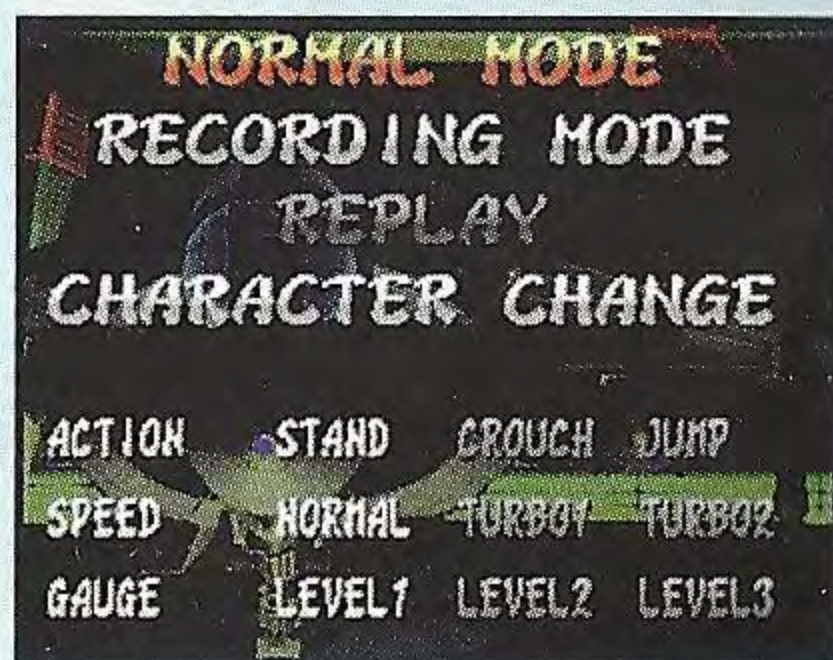 NORMAL MODE
RECORDING MODE
REPLAY
CHARACTER CHANGE
ACTION STAND CROUCH JUMP
SPEED NORMAL TURBO1 TURBO2
GAUGE LEVEL1 LEVEL2 LEVEL3